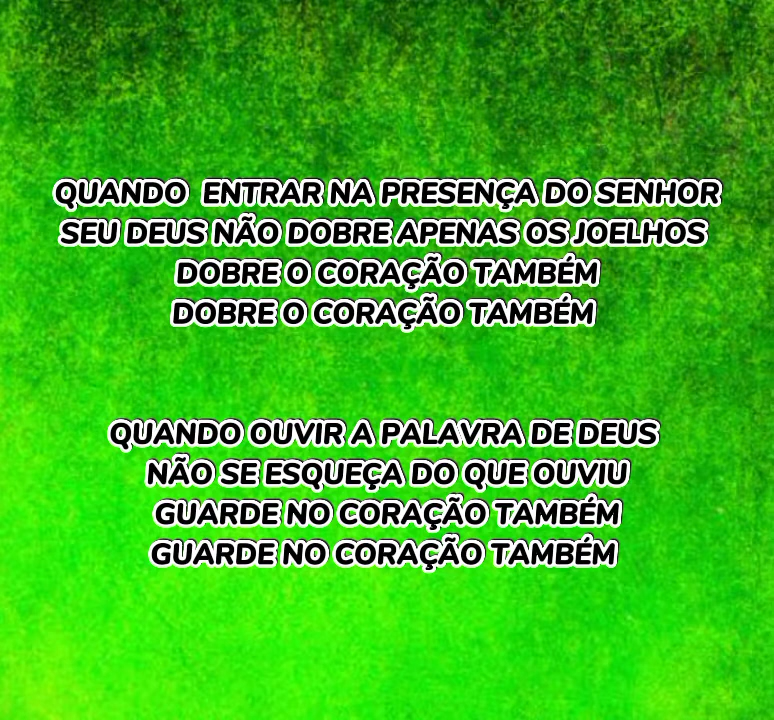 QUANDO  ENTRAR NA PRESENÇA DO SENHOR
SEU DEUS NÃO DOBRE APENAS OS JOELHOS
DOBRE O CORAÇÃO TAMBÉM
DOBRE O CORAÇÃO TAMBÉM
QUANDO OUVIR A PALAVRA DE DEUS
NÃO SE ESQUEÇA DO QUE OUVIU
GUARDE NO CORAÇÃO TAMBÉM
GUARDE NO CORAÇÃO TAMBÉM